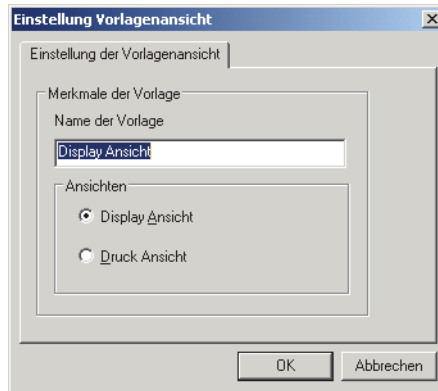 Einstellung Vorlagenansicht
Einstellung der Vorlagenansicht
Merkmale der Vorlage
Name der Vorlage
Display Ansicht
Ansichten
Display Ansicht
Druck Ansicht
OK Abbrechen